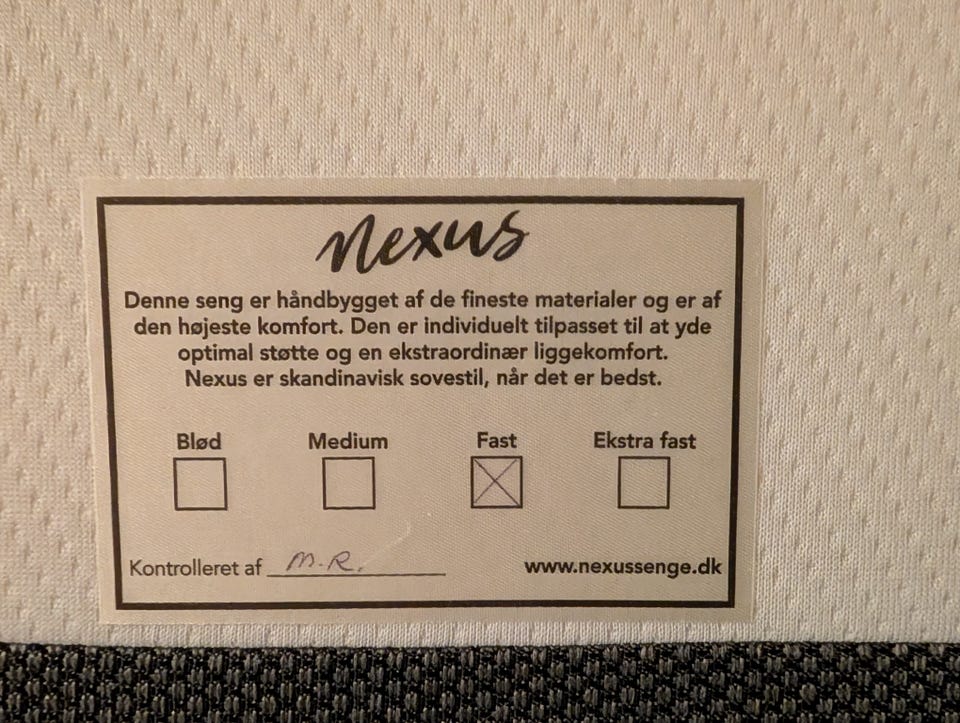 Nexus
Denne seng er håndbygget af de fineste materialer og er af
den højeste komfort. Den er individuelt tilpasset til at yde
optimal støtte og en ekstraordinær liggekomfort.
Nexus er skandinavisk sovestil, når det er bedst.
Blød Medium Fast Ekstra fast
Kontrolleret af M.R. www.nexussenge.dk